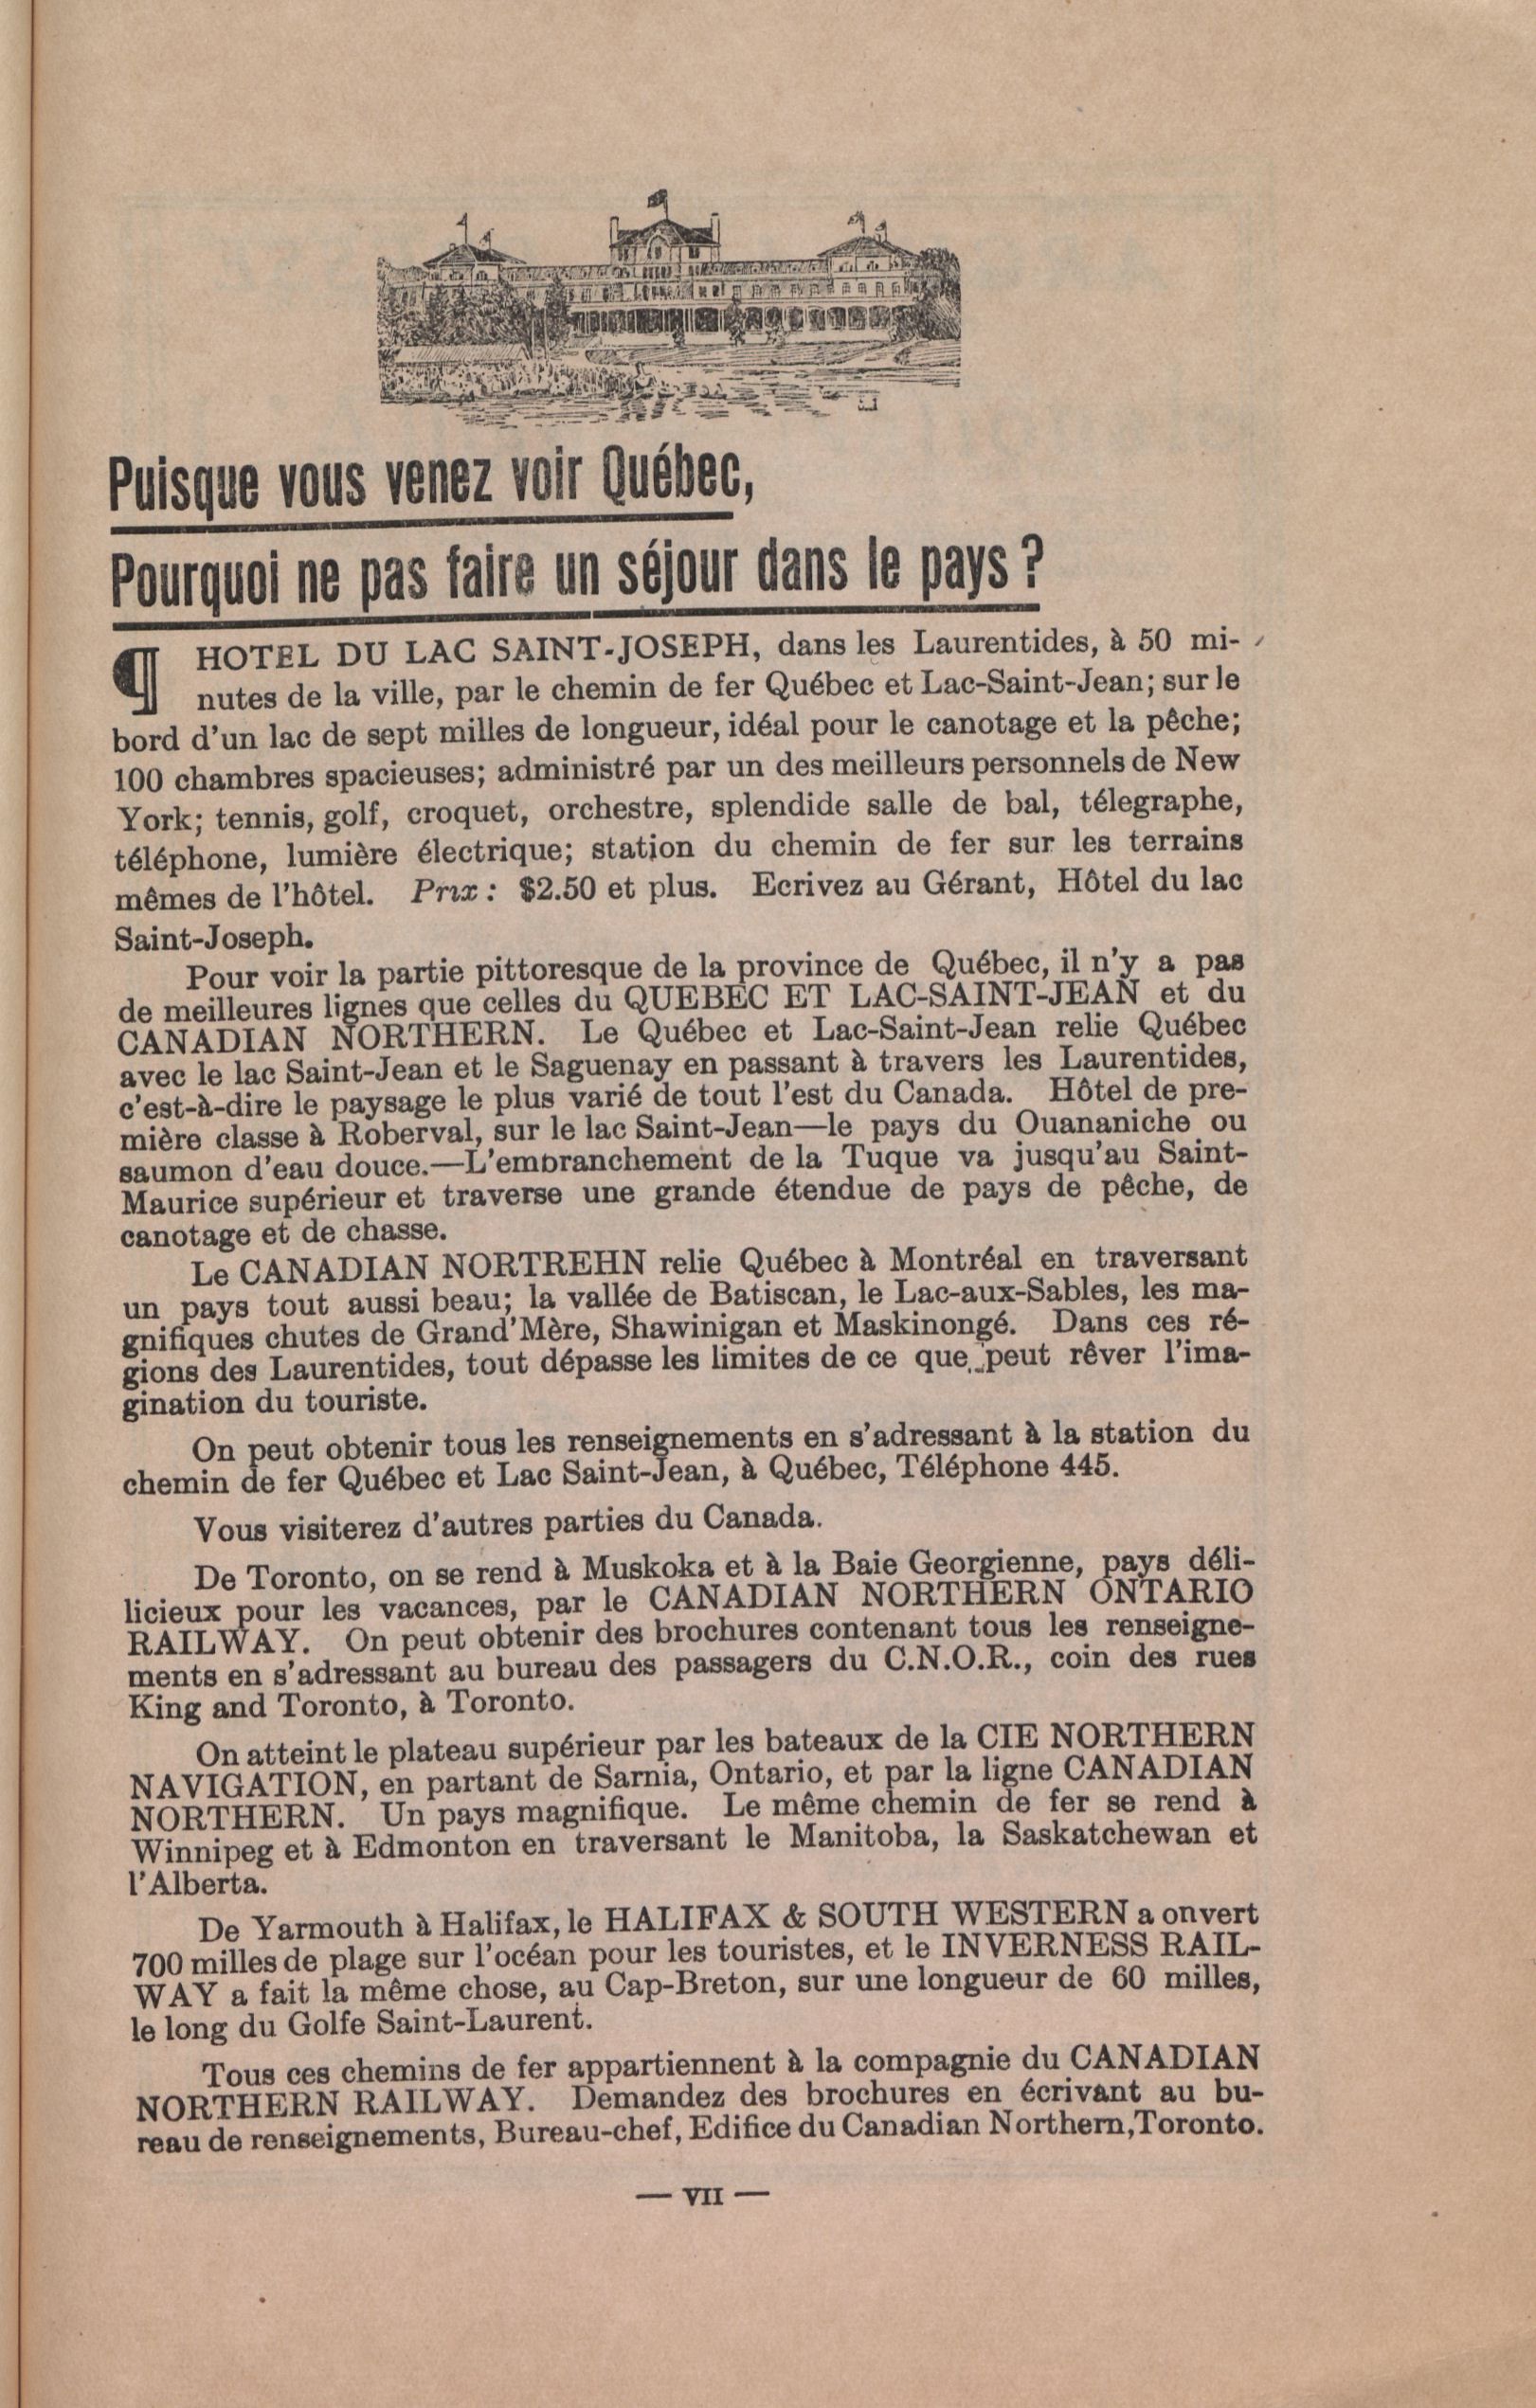 Puisque vous venez voir Québec,
Pourquoi ne pas faire un séjour dans le pays ?
¶ HOTEL DU LAC SAINT-JOSEPH, dans les Laurentides, à 50 mi-
nutes de la ville, par le chemin de fer Québec et Lac-Saint-Jean; sur le
bord d'un lac de sept milles de longueur, idéal pour le canotage et la pêche;
100 chambres spacieuses; administré par un des meilleurs personnels de New
York; tennis, golf, croquet, orchestre, splendide salle de bal, télegraphe,
téléphone, lumière électrique; station du chemin de fer sur les terrains
mêmes de l'hôtel. Prix : $2.50 et plus. Ecrivez au Gérant, Hôtel du lac
Saint-Joseph.
Pour voir la partie pittoresque de la province de Québec, il n'y a pas
de meilleures lignes que celles du QUEBEC ET LAC-SAINT-JEAN et du
CANADIAN NORTHERN. Le Québec et Lac-Saint-Jean relie Québec
avec le lac Saint-Jean et le Saguenay en passant à travers les Laurentides,
c'est-à-dire le paysage le plus varié de tout l'est du Canada. Hôtel de pre-
mière classe à Roberval, sur le lac Saint-Jean—le pays du Ouananiche ou
saumon d'eau douce.—L'embranchement de la Tuque va jusqu'au Saint-
Maurice supérieur et traverse une grande étendue de pays de pêche, de
canotage et de chasse.
Le CANADIAN NORTREHN relie Québec à Montréal en traversant
un pays tout aussi beau; la vallée de Batiscan, le Lac-aux-Sables, les ma-
gnifiques chutes de Grand'Mère, Shawinigan et Maskinongé. Dans ces ré-
gions des Laurentides, tout dépasse les limites de ce que peut rêver l'ima-
gination du touriste.
On peut obtenir tous les renseignements en s'adressant à la station du
chemin de fer Québec et Lac Saint-Jean, à Québec, Téléphone 445.
Vous visiterez d'autres parties du Canada.
De Toronto, on se rend à Muskoka et à la Baie Georgienne, pays déli-
licieux pour les vacances, par le CANADIAN NORTHERN ONTARIO
RAILWAY. On peut obtenir des brochures contenant tous les renseigne-
ments en s'adressant au bureau des passagers du C.N.O.R., coin des rues
King and Toronto, à Toronto.
On atteint le plateau supérieur par les bateaux de la CIE NORTHERN
NAVIGATION, en partant de Sarnia, Ontario, et par la ligne CANADIAN
NORTHERN. Un pays magnifique. Le même chemin de fer se rend à
Winnipeg et à Edmonton en traversant le Manitoba, la Saskatchewan et
l'Alberta.
De Yarmouth à Halifax, le HALIFAX & SOUTH WESTERN a onvert
700 milles de plage sur l'océan pour les touristes, et le INVERNESS RAIL-
WAY a fait la même chose, au Cap-Breton, sur une longueur de 60 milles,
le long du Golfe Saint-Laurent.
Tous ces chemins de fer appartiennent à la compagnie du CANADIAN
NORTHERN RAILWAY. Demandez des brochures en écrivant au bu-
reau de renseignements, Bureau-chef, Edifice du Canadian Northern, Toronto.
— VII —